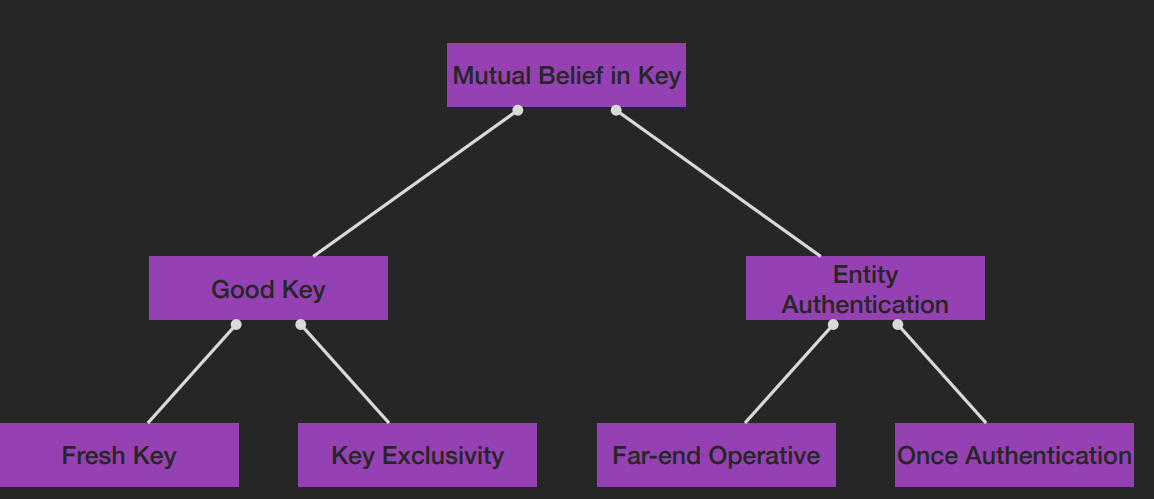 Mutual Belief in Key
Good Key
Entity
Authentication
Fresh Key
Key Exclusivity
Far-end Operative
Once Authentication